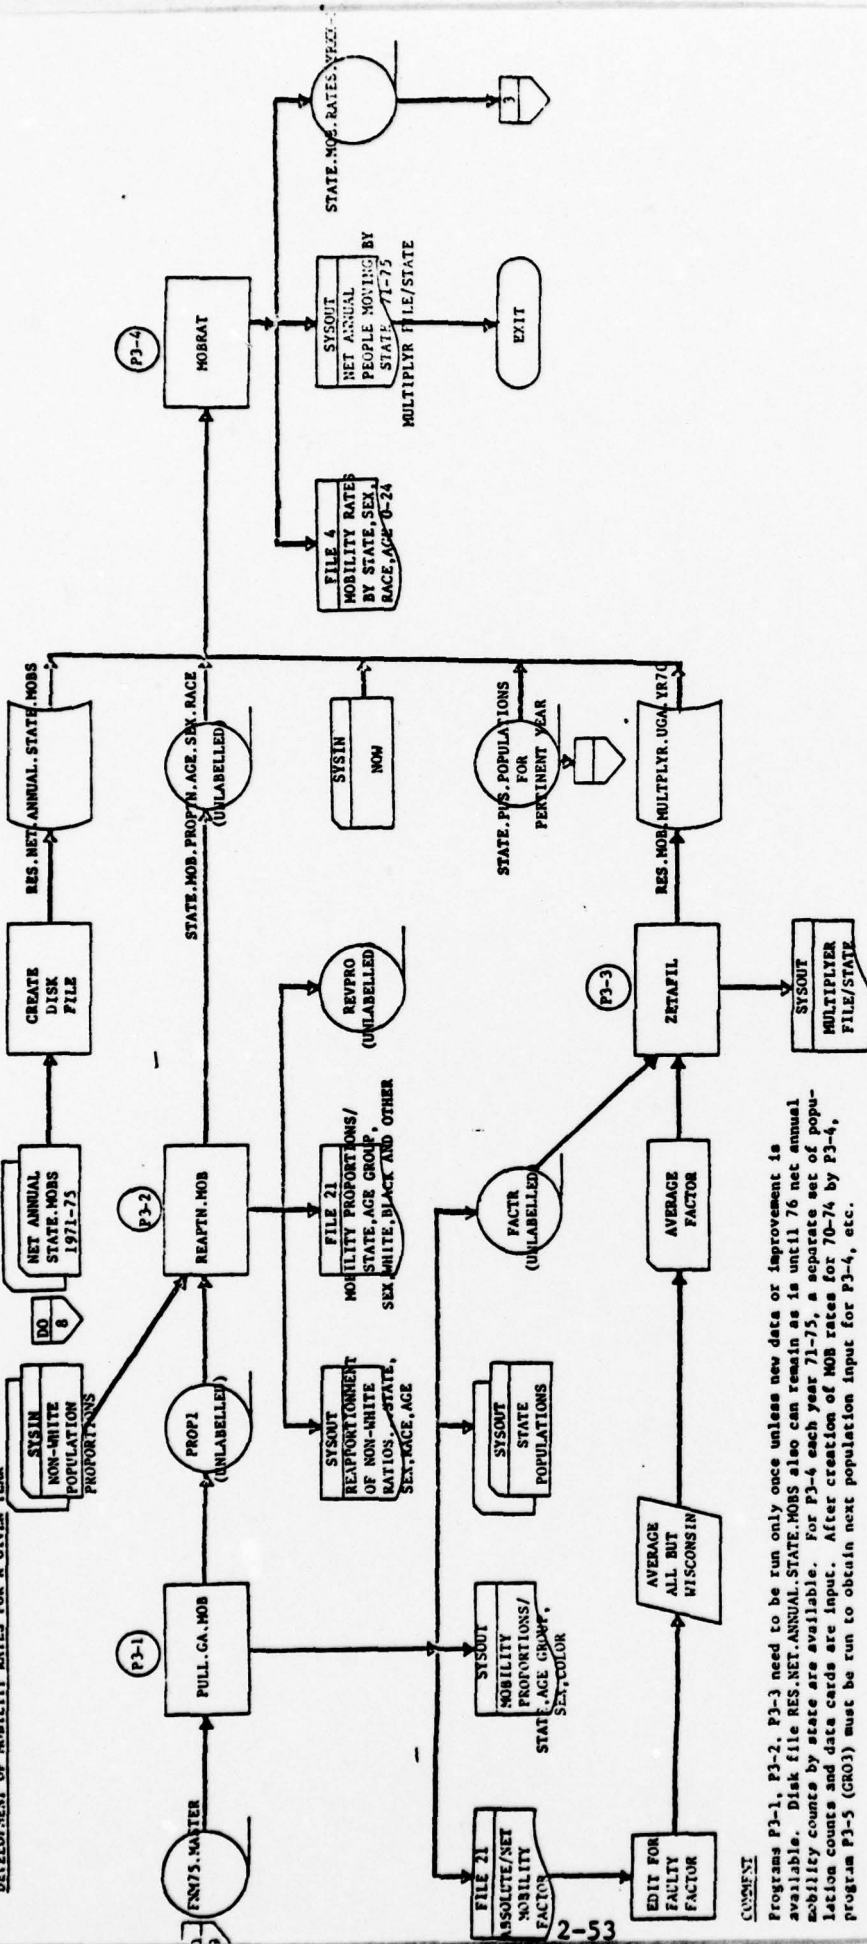 DEVELOPMENT OF MOBILITY RATES FOR A GIVEN YEAR
FXM75.MASTER
P3-1
PULL.GA.MOB
SYSIN
NON-WHITE
POPULATION
PROPORTIONS
DO
8
NET ANNUAL
STATE.MOBS
1971-75
CREATE
DISK
FILE
RES.NET.ANNUAL.STATE.MOBS
PROP1
(UNLABELLED)
P3-2
REAPTN.MOB
STATE.MOB.PROPTN.AGE.SEX.RACE
(UNLABELLED)
SYSOUT
REAPPORTIONMENT
OF NON-WHITE
RATIOS, STATE,
SEX,RACE,AGE
FILE 21
MOBILITY PROPORTIONS/
STATE,AGE GROUP,
SEX,WHITE,BLACK AND OTHER
REVPRO
(UNLABELLED)
SYSIN
NOW
STATE.PUS.POPULATIONS
FOR
PERTINENT YEAR
P3-4
MOBRAT
FILE 4
MOBILITY RATES
BY STATE,SEX,
RACE,AGE 0-24
SYSOUT
NET ANNUAL
PEOPLE MOVING BY
STATE 71-75
MULTIPLYR FILE/STATE
EXIT
STATE.MOB.RATES.YRXX-
3
FILE 21
ABSOLUTE/NET
MOBILITY
FACTOR
SYSOUT
MOBILITY
PROPORTIONS/
STATE,AGE GROUP,
SEX,COLOR
SYSOUT
STATE
POPULATIONS
FACTR
(UNLABELLED)
EDIT FOR
FAULTY
FACTOR
AVERAGE
ALL BUT
WISCONSIN
AVERAGE
FACTOR
P3-3
ZETAFIL
RES.MOB.MULTPLYR.UGA.YR70
SYSOUT
MULTIPLYER
FILE/STATE
COMMENT
Programs P3-1, P3-2, P3-3 need to be run only once unless new data or improvement is
available. Disk file RES.NET.ANNUAL.STATE.MOBS also can remain as is until 76 net annual
mobility counts by state are available. For P3-4 each year 71-75, a separate set of popu-
lation counts and data cards are input. After creation of MOB rates for 70-74 by P3-4,
program P3-5 (GRO3) must be run to obtain next population input for P3-4, etc.
2-53